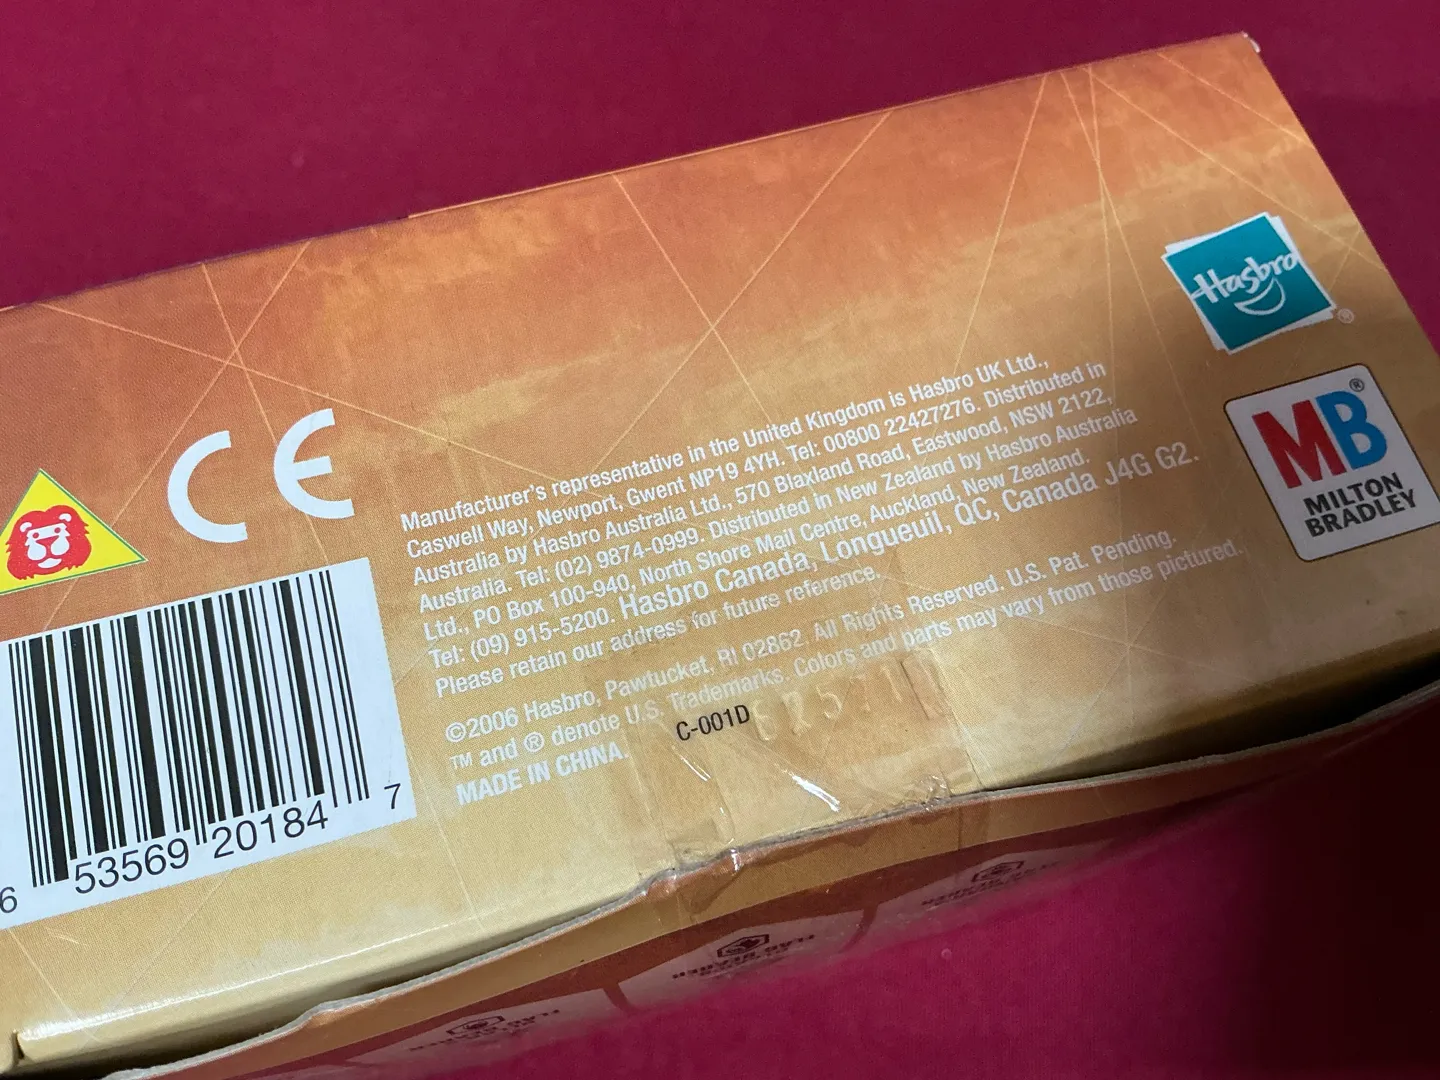 Hasbro
®
MB®
MILTON
BRADLEY
CE
Manufacturer's representative in the United Kingdom is Hasbro UK Ltd.,
Caswell Way, Newport, Gwent NP19 4YH. Tel: 00800 22427276. Distributed in
Australia by Hasbro Australia Ltd., 570 Blaxland Road, Eastwood, NSW 2122,
Australia. Tel: (02) 9874-0999. Distributed in New Zealand by Hasbro Australia
Ltd., PO Box 100-940, North Shore Mail Centre, Auckland, New Zealand.
Tel: (09) 915-5200. Hasbro Canada, Longueuil, QC, Canada J4G G2.
Please retain our address for future reference.
©2006 Hasbro, Pawtucket, RI 02862. All Rights Reserved. U.S. Pat. Pending.
TM and ® denote U.S. Trademarks. Colors and parts may vary from those pictured.
MADE IN CHINA.
C-001D
6 53569 20184 7
FLAG BEARER
FLAG BEARER